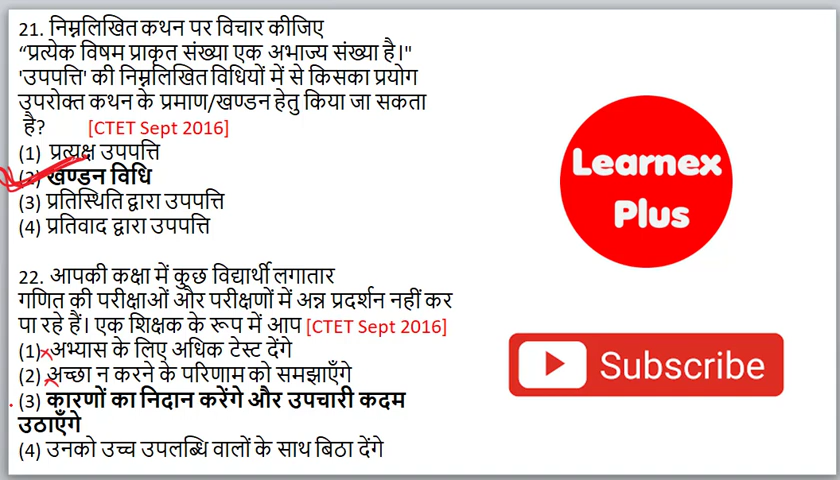 21. निम्नलिखित कथन पर विचार कीजिए
“प्रत्येक विषम प्राकृत संख्या एक अभाज्य संख्या है।"
'उपपत्ति' की निम्नलिखित विधियों में से किसका प्रयोग
उपरोक्त कथन के प्रमाण/खण्डन हेतु किया जा सकता
है? [CTET Sept 2016]
(1) प्रत्यक्ष उपपत्ति
(2) खण्डन विधि
(3) प्रतिस्थिति द्वारा उपपत्ति
(4) प्रतिवाद द्वारा उपपत्ति
22. आपकी कक्षा में कुछ विद्यार्थी लगातार
गणित की परीक्षाओं और परीक्षणों में अन्न प्रदर्शन नहीं कर
पा रहे हैं। एक शिक्षक के रूप में आप [CTET Sept 2016]
(1) अभ्यास के लिए अधिक टेस्ट देंगे
(2) अच्छा न करने के परिणाम को समझाएँगे
(3) कारणों का निदान करेंगे और उपचारी कदम
उठाएँगे
(4) उनको उच्च उपलब्धि वालों के साथ बिठा देंगे
Learnex
Plus
Subscribe